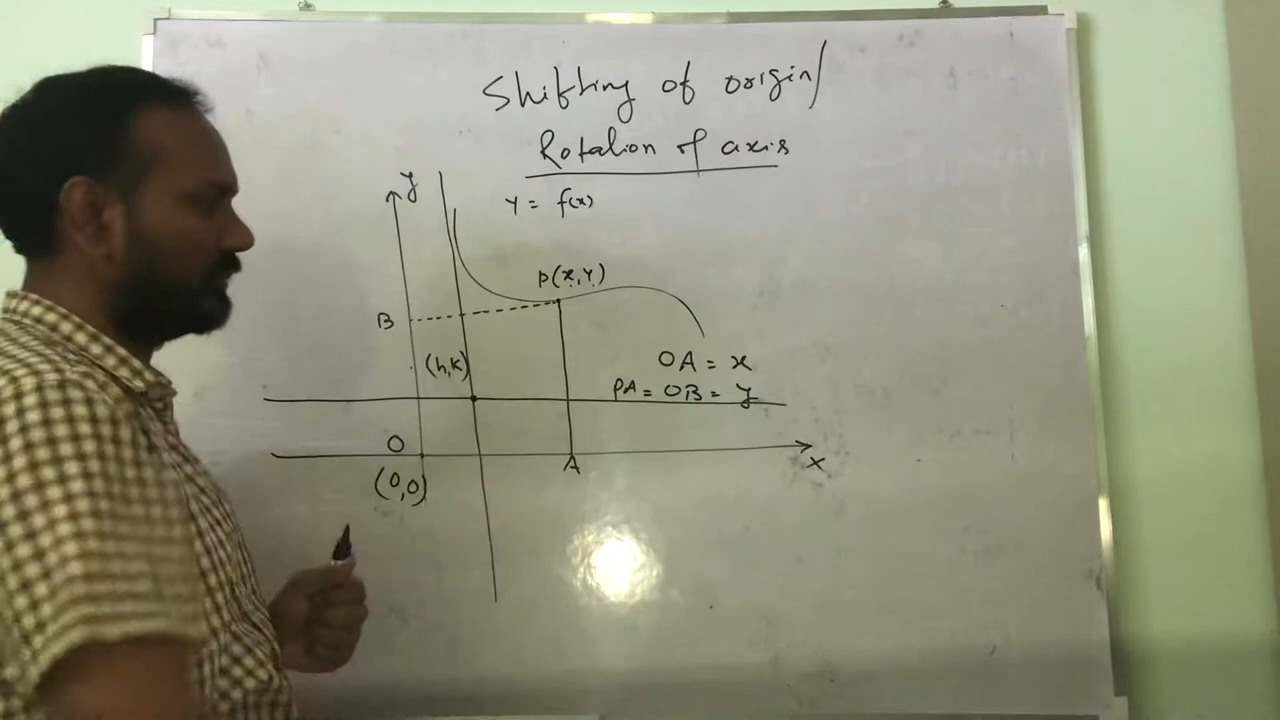 Shifting of origin/
Rotation of axis
y
Y = f(x)
P(x,y)
B
(h,k)
OA = x
PA = OB = y
O
A
x
(0,0)